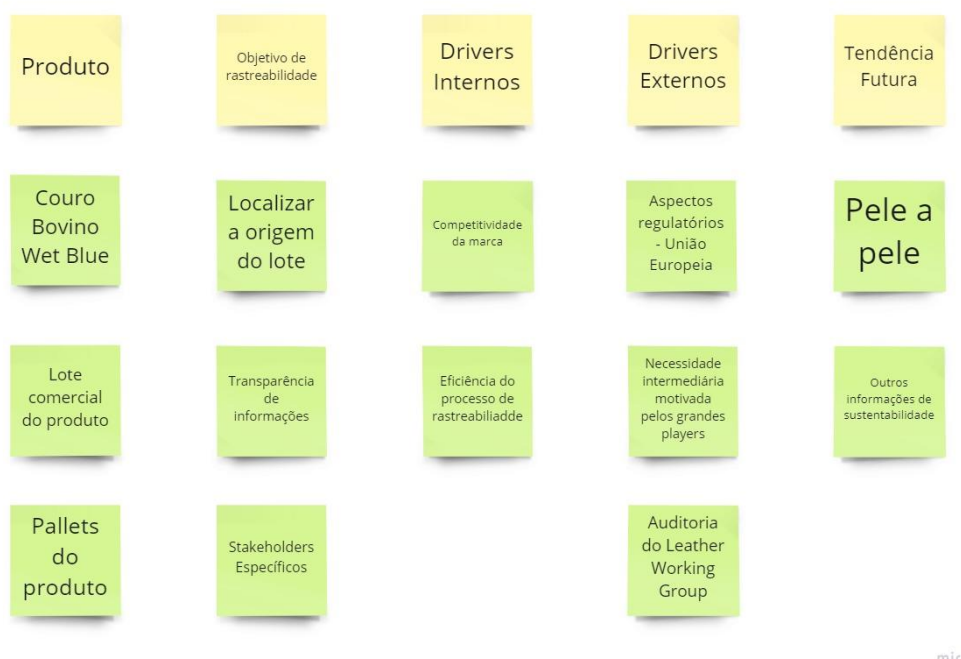 Produto
Objetivo de
rastreabilidade
Drivers
Internos
Drivers
Externos
Tendência
Futura
Couro
Bovino
Wet Blue
Localizar
a origem
do lote
Competitividade
da marca
Aspectos
regulatórios
- União
Europeia
Pele a
pele
Lote
comercial
do produto
Transparência
de
informações
Eficiência do
processo de
rastreabiliadde
Necessidade
intermediária
motivada
pelos grandes
players
Outros
informações de
sustentabilidade
Pallets
do
produto
Stakeholders
Específicos
Auditoria
do Leather
Working
Group